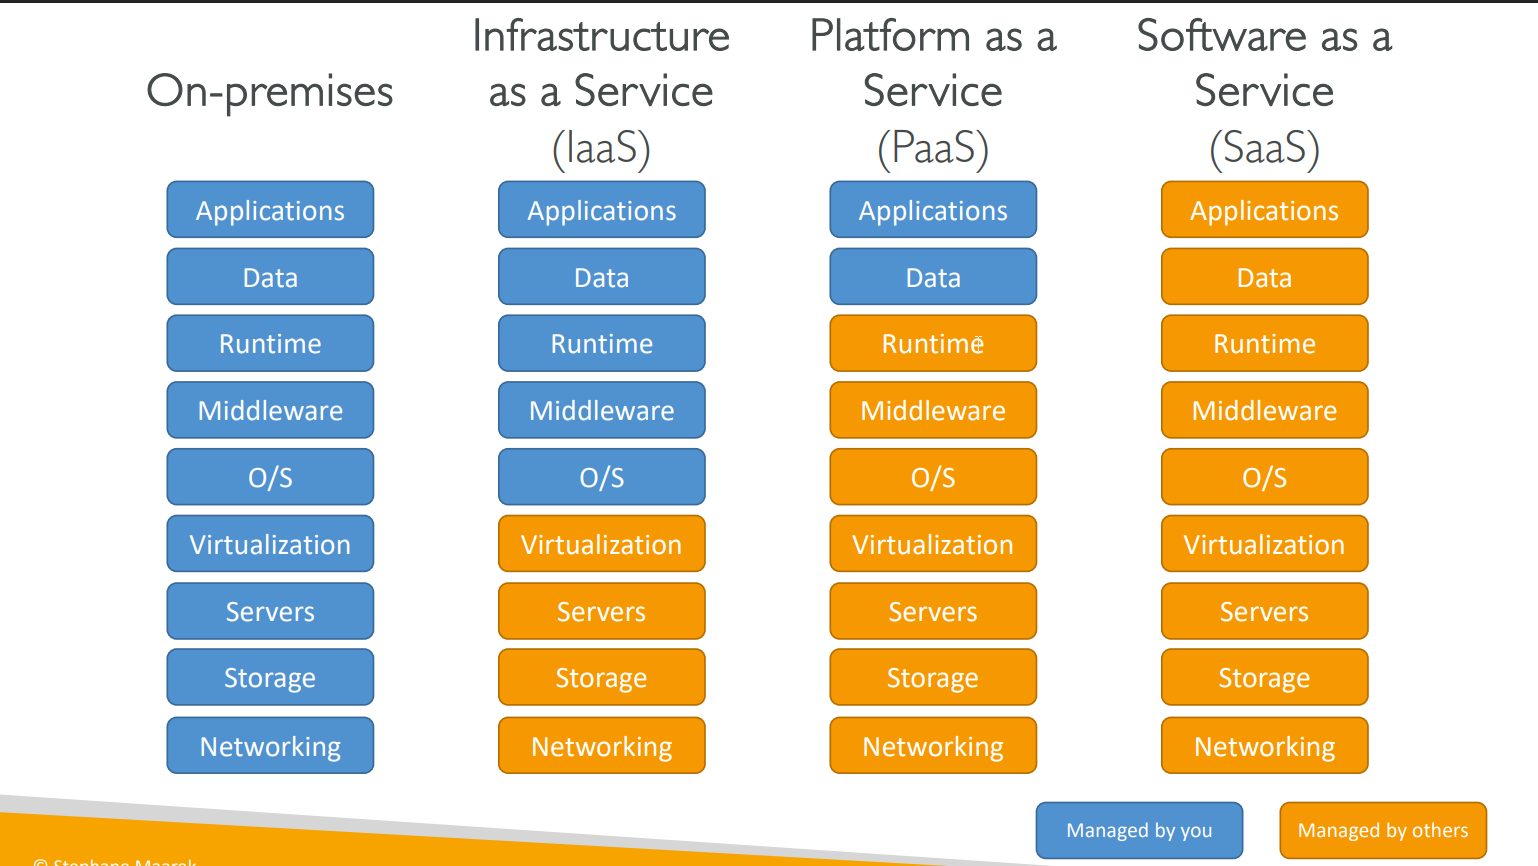 On-premises
Infrastructure
as a Service
(IaaS)
Platform as a
Service
(PaaS)
Software as a
Service
(SaaS)
Applications
Data
Runtime
Middleware
O/S
Virtualization
Servers
Storage
Networking
Applications
Data
Runtime
Middleware
O/S
Virtualization
Servers
Storage
Networking
Applications
Data
Runtime
Middleware
O/S
Virtualization
Servers
Storage
Networking
Applications
Data
Runtime
Middleware
O/S
Virtualization
Servers
Storage
Networking
Managed by you
Managed by others
© Stephane Maarek